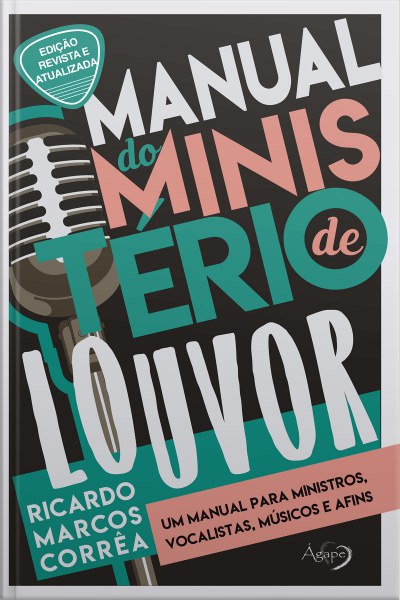 EDIÇÃO
REVISTA E
ATUALIZADA
MANUAL
do
MINIS
TÉRIO
de
LOUVOR
RICARDO
MARCOS
CORRÊA
UM MANUAL PARA MINISTROS,
VOCALISTAS, MÚSICOS E AFINS
Ágape